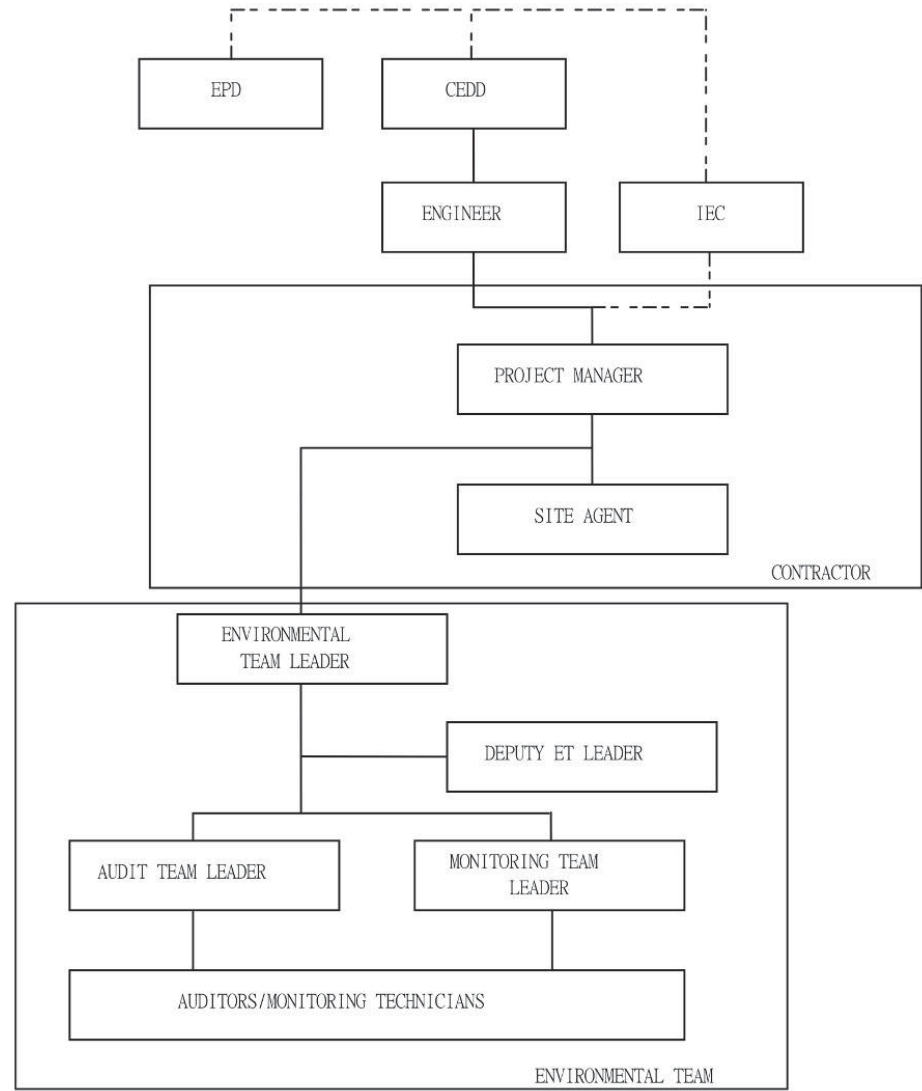 EPD
CEDD
ENGINEER
IEC
PROJECT MANAGER
SITE AGENT
CONTRACTOR
ENVIRONMENTAL
TEAM LEADER
DEPUTY ET LEADER
AUDIT TEAM LEADER
MONITORING TEAM
LEADER
AUDITORS/MONITORING TECHNICIANS
ENVIRONMENTAL TEAM